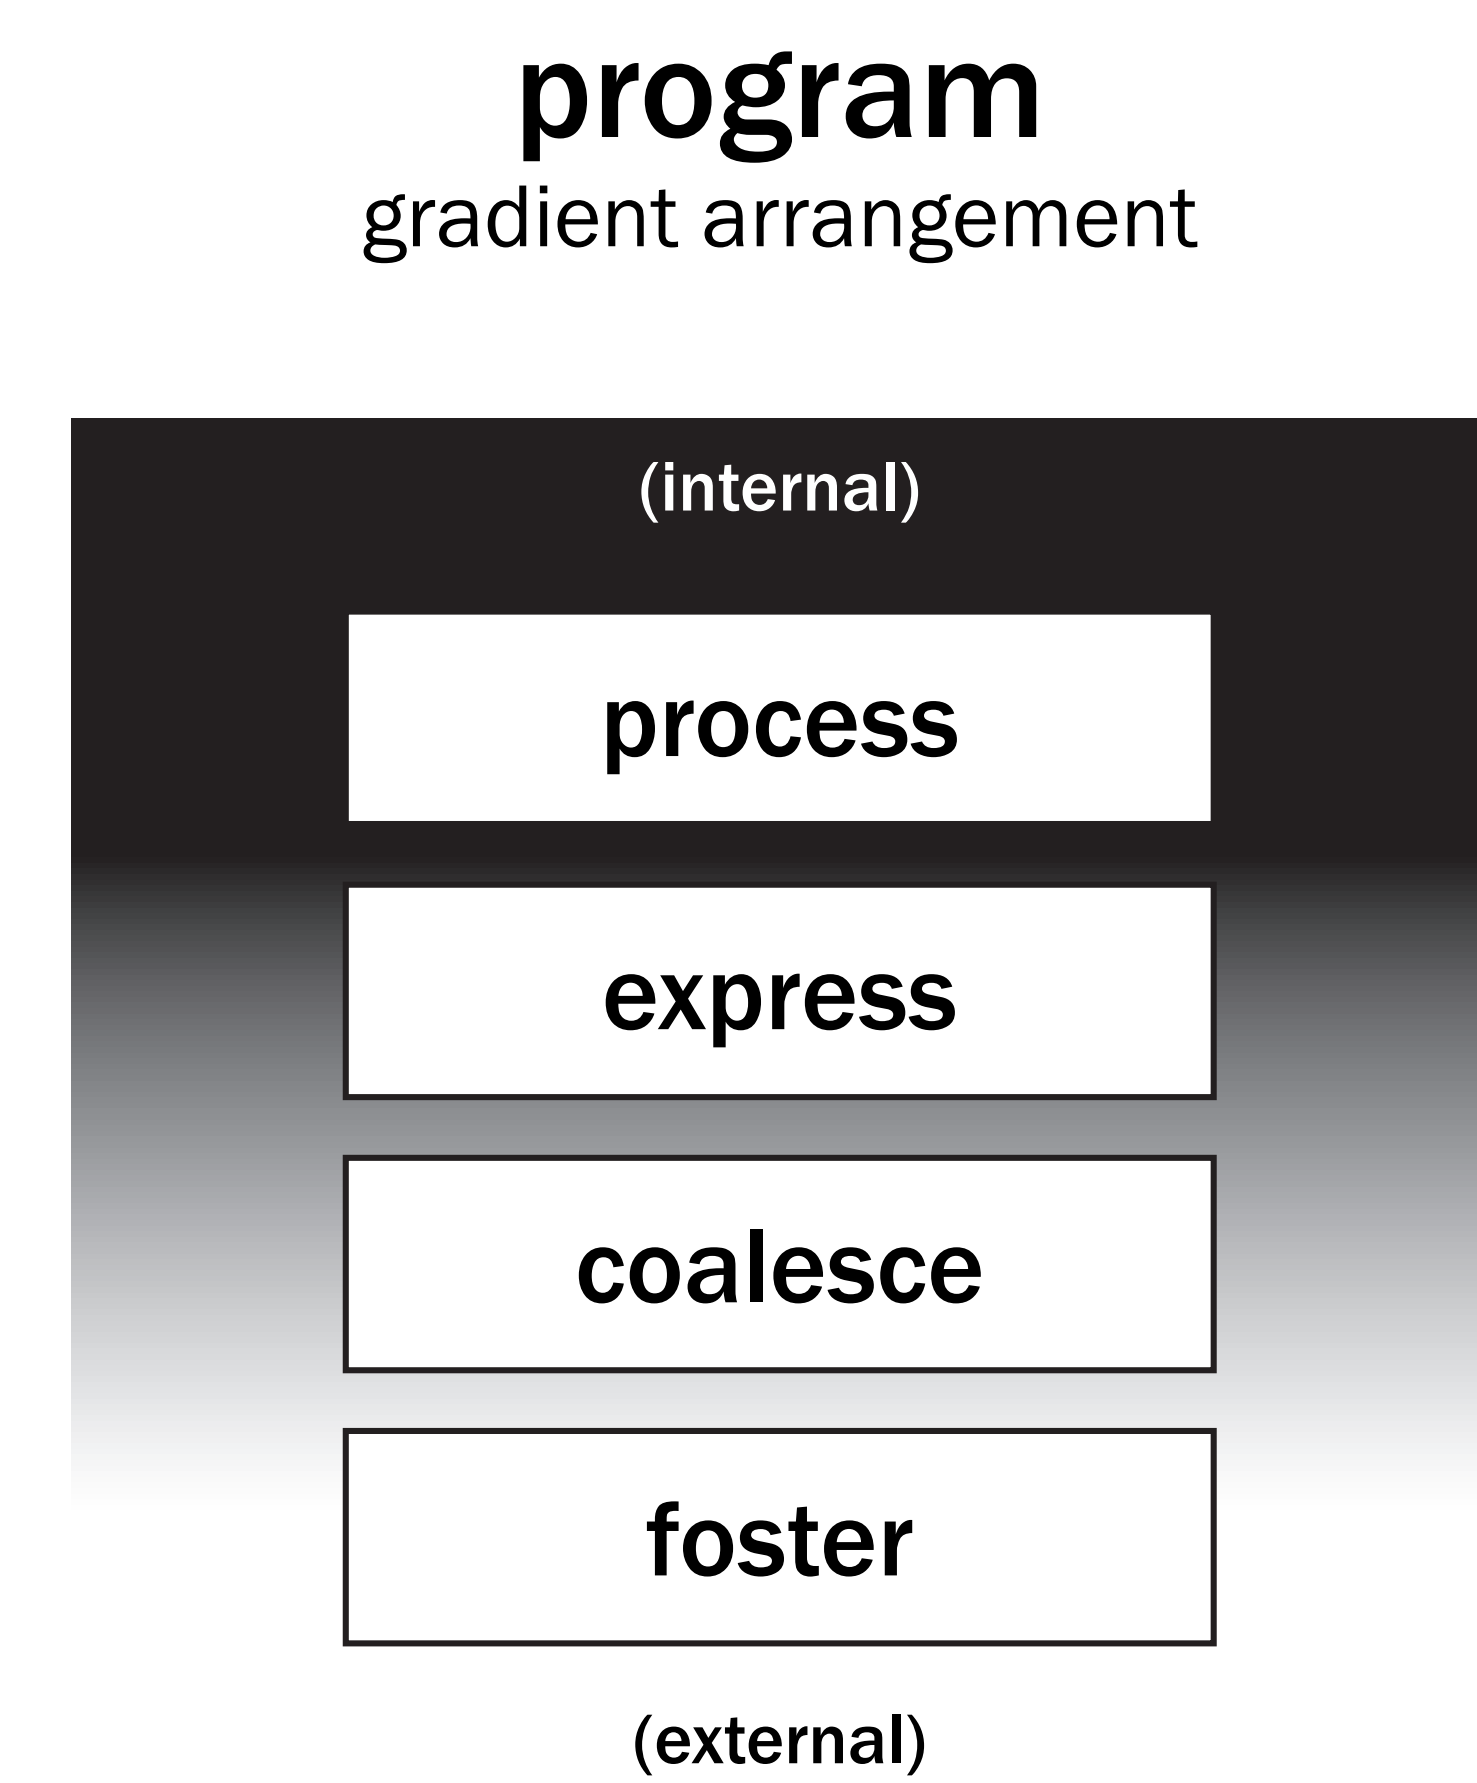 program
gradient arrangement
(internal)
process
express
coalesce
foster
(external)